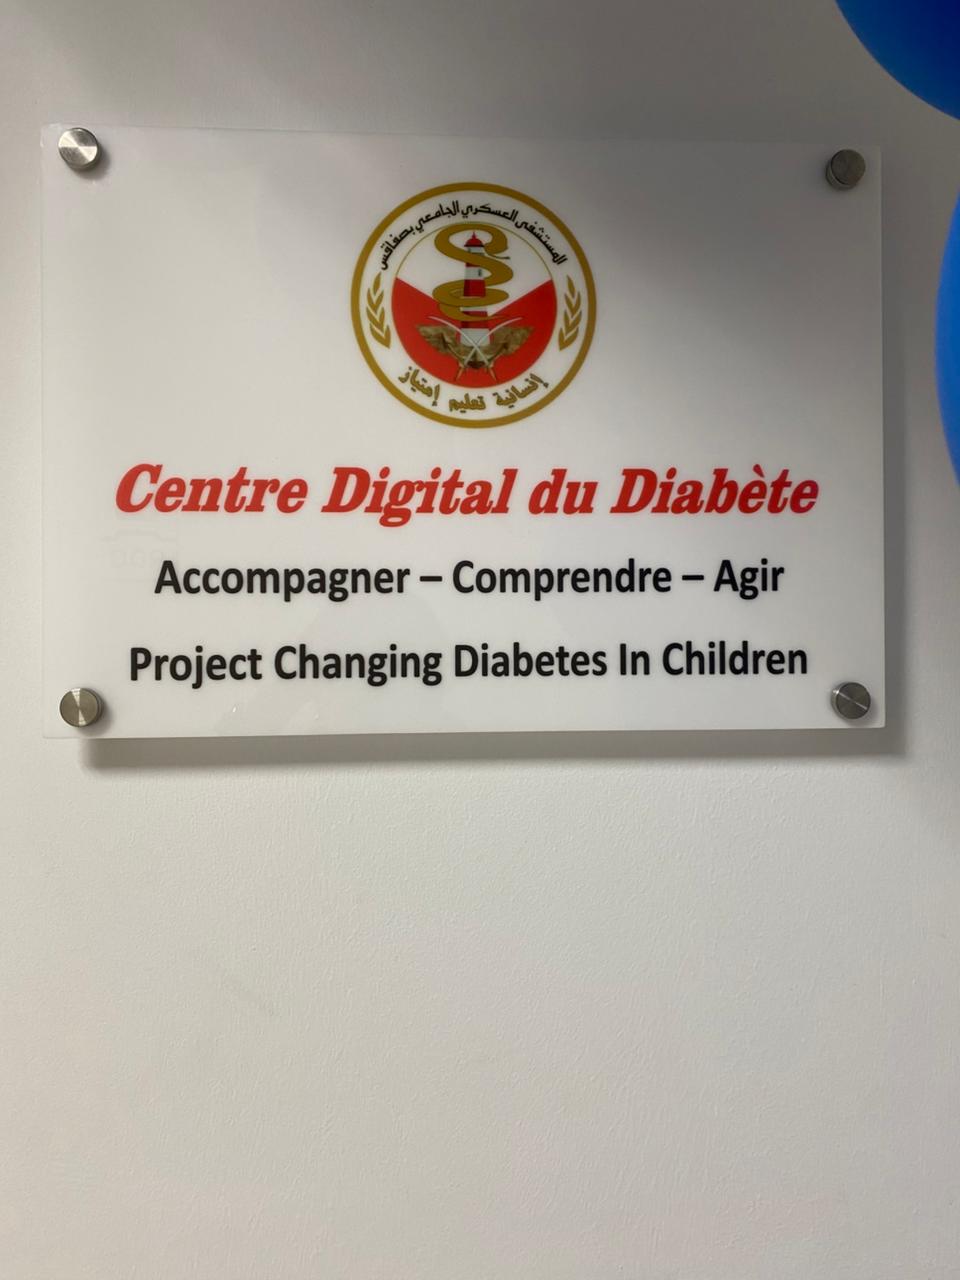 المستشفى العسكري الجامعي بصفاقس
إنسانية تعليم إمتياز
Centre Digital du Diabète
Accompagner – Comprendre – Agir
Project Changing Diabetes In Children